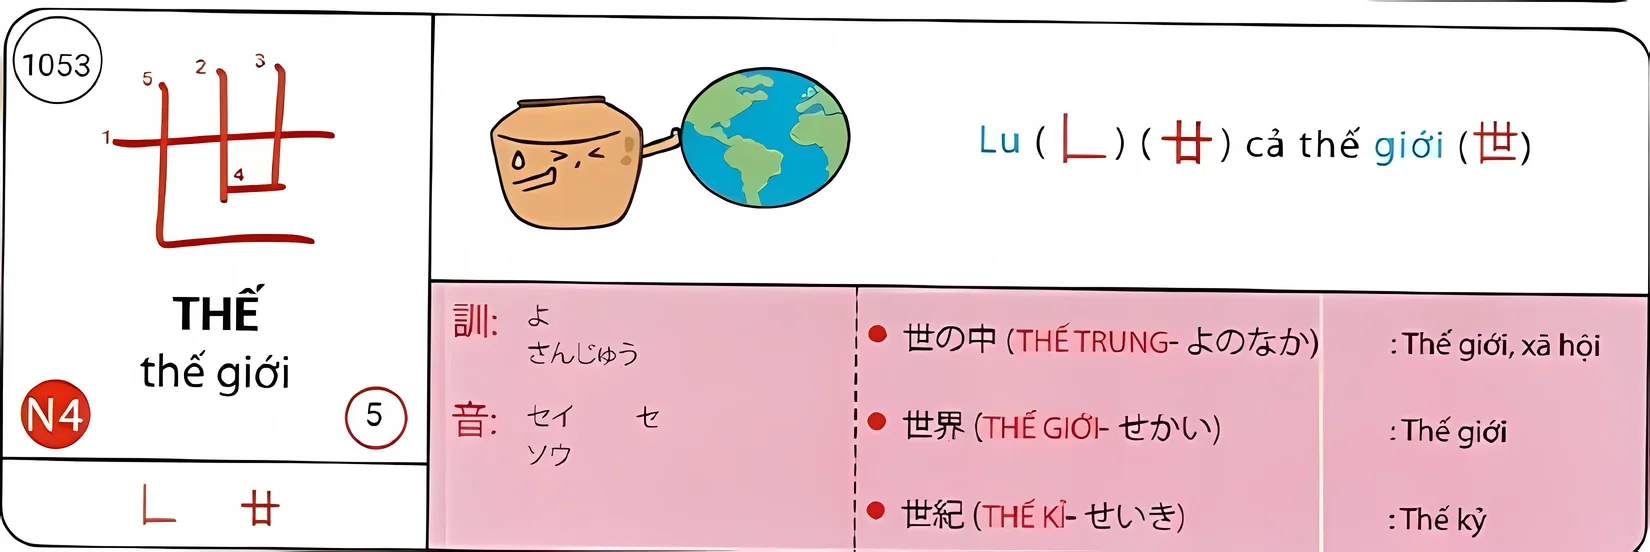 1053
5 2 3
1
4
THẾ
thế giới
N4
5
𠃊 廿
Lu (𠃊) (廿) cả thế giới (世)
訓: よ
さんじゅう
音: セイ セ
ソウ
● 世の中 (THẾ TRUNG- よのなか) : Thế giới, xã hội
● 世界 (THẾ GIỚI- せかい) : Thế giới
● 世紀 (THẾ KỈ- せいき) : Thế kỷ